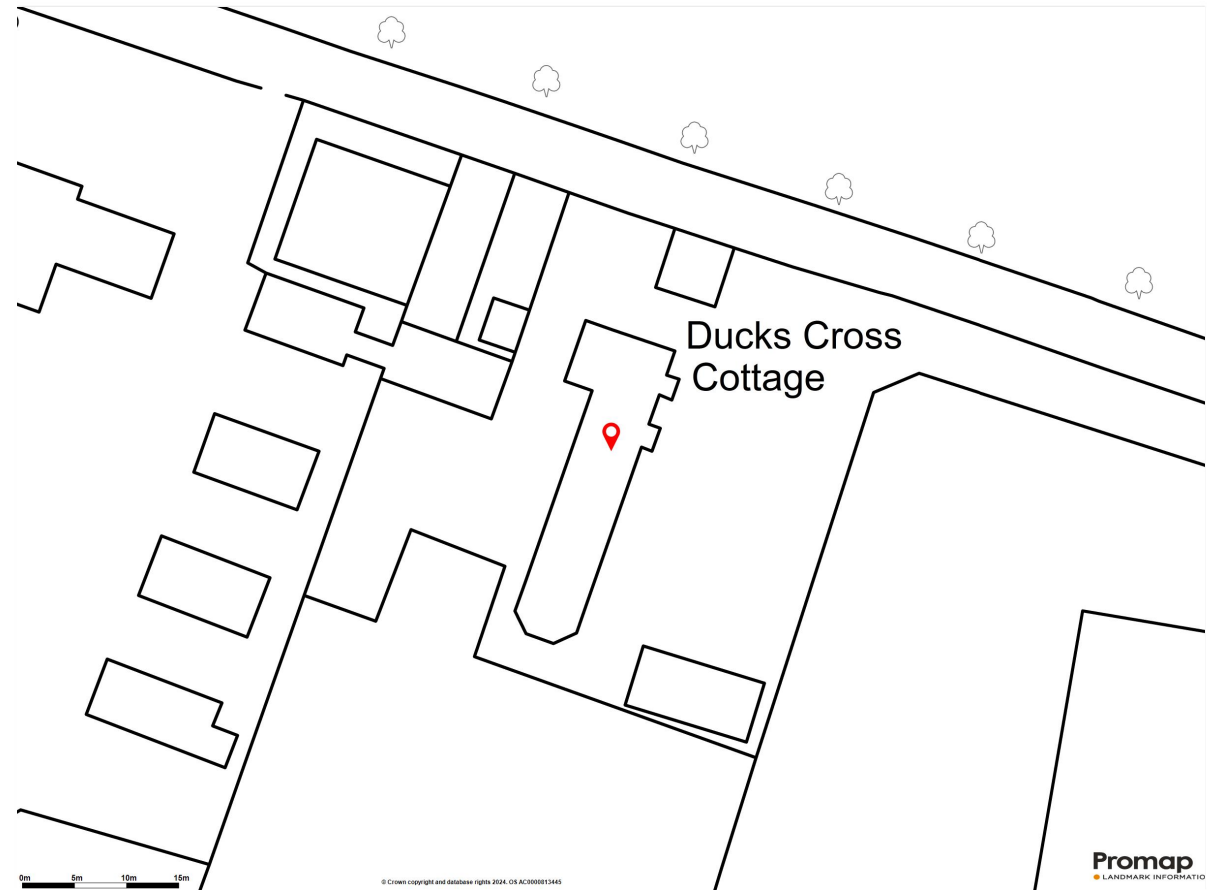 Ducks Cross
Cottage
0m 5m 10m 15m
© Crown copyright and database rights 2024. OS AC0000813445
Promap
LANDMARK INFORMATIO